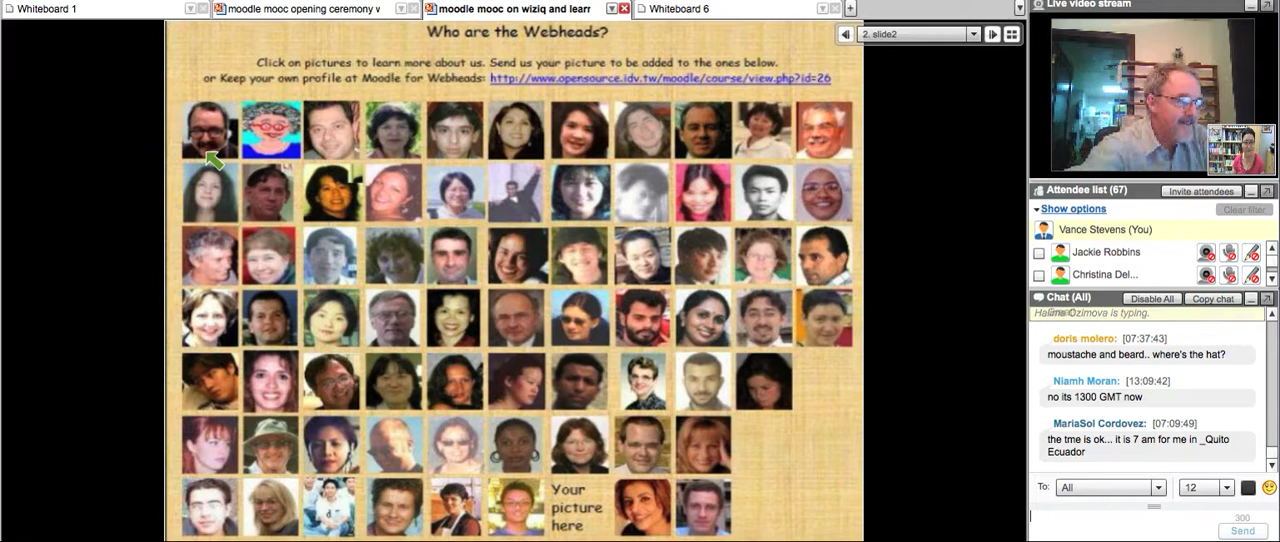 Whiteboard 1
moodle mooc opening ceremony v
moodle mooc on wiziq and learr
Whiteboard 6
Live video stream
Who are the Webheads?
2. slide2
Click on pictures to learn more about us. Send us your picture to be added to the ones below.
or Keep your own profile at Moodle for Webheads: http://www.opensource.idv.tw/moodle/course/view.php?id=26
Attendee list (67)
Invite attendees
Show options
Clear filter
Vance Stevens (You)
Jackie Robbins
Christina Del...
Chat (All)
Disable All
Copy chat
Ozimova is typing.
doris molero: [07:37:43]
moustache and beard.. where's the hat?
Niamh Moran: [13:09:42]
no its 1300 GMT now
MariaSol Cordovez: [07:09:49]
the tme is ok... it is 7 am for me in _Quito
Ecuador
To:
All
12
Your
picture
here
300
Send